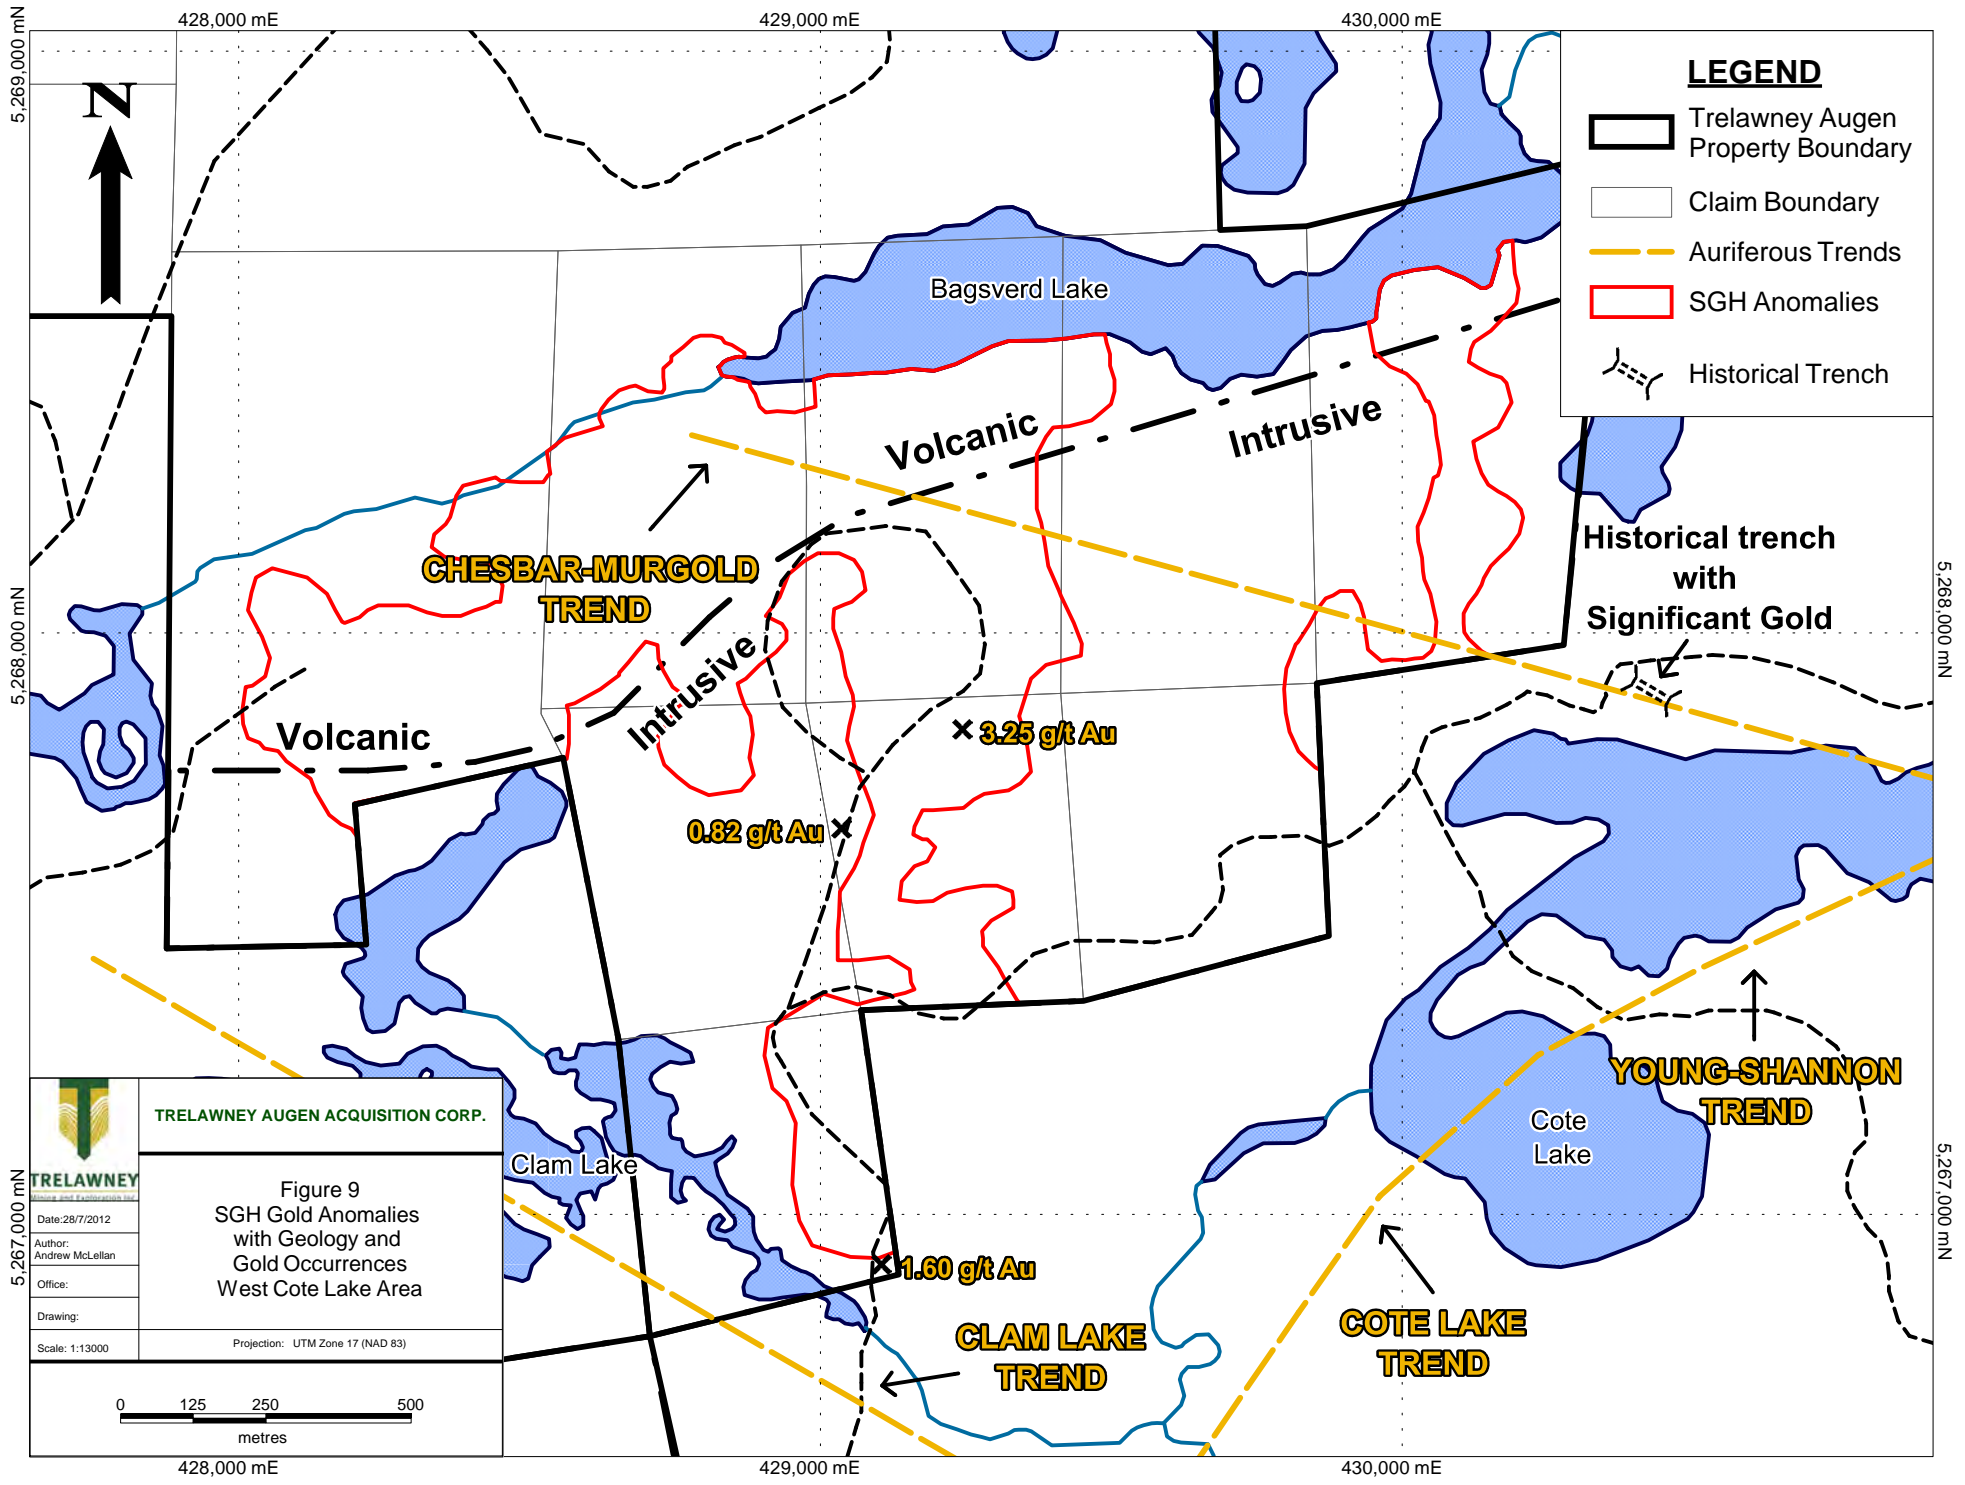 428,000 mE
429,000 mE
430,000 mE
5,269,000 mN
N
LEGEND
Trelawney Augen
Property Boundary
Claim Boundary
Auriferous Trends
SGH Anomalies
Historical Trench
Bagsverd Lake
Volcanic
Intrusive
CHESBAR-MURGOLD
TREND
Historical trench
with
Significant Gold
5,268,000 mN
5,268,000 mN
Volcanic
Intrusive
3.25 g/t Au
0.82 g/t Au
YOUNG-SHANNON
TREND
Cote
Lake
Clam Lake
1.60 g/t Au
CLAM LAKE
TREND
COTE LAKE
TREND
5,267,000 mN
5,267,000 mN
TRELAWNEY
Mining and Exploration Inc.
TRELAWNEY AUGEN ACQUISITION CORP.
Figure 9
SGH Gold Anomalies
with Geology and
Gold Occurrences
West Cote Lake Area
Date:28/7/2012
Author:
Andrew McLellan
Office:
Drawing:
Scale: 1:13000
Projection: UTM Zone 17 (NAD 83)
0 125 250 500
metres
428,000 mE
429,000 mE
430,000 mE